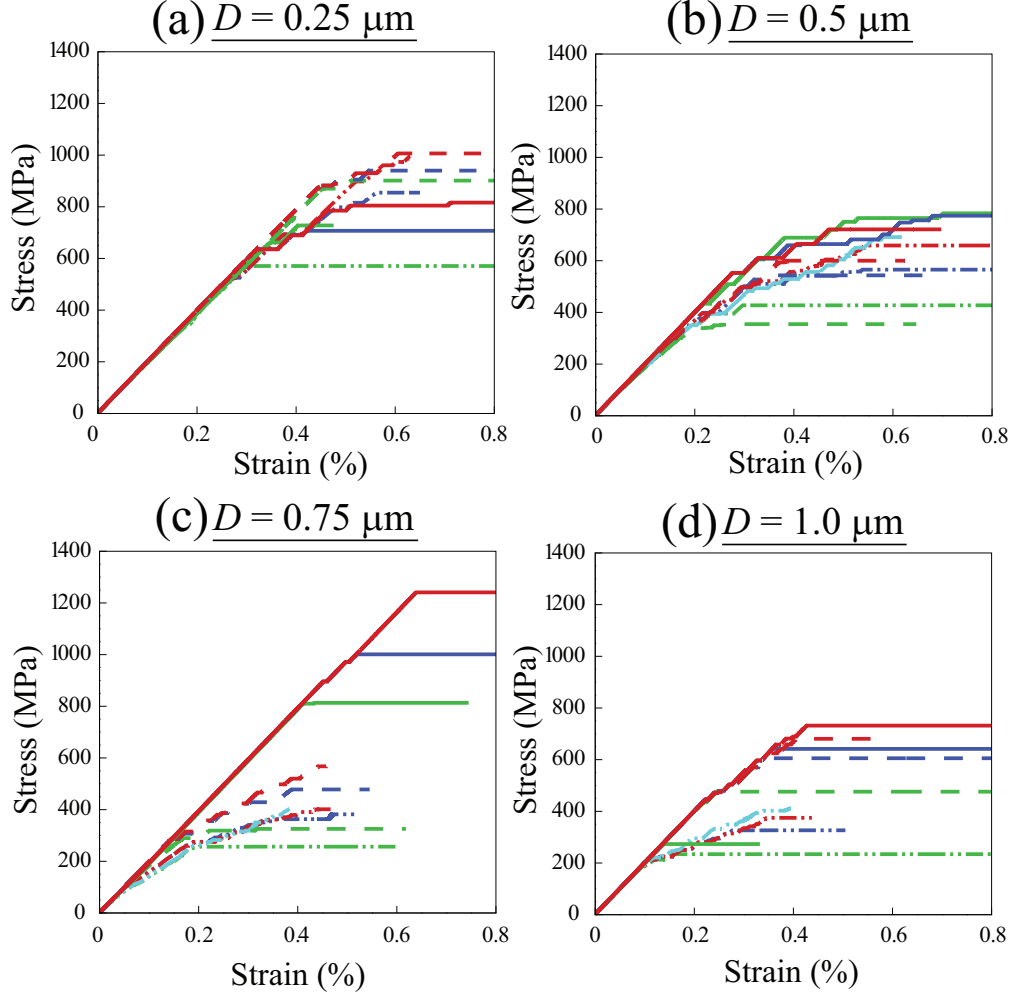 (a) D = 0.25 μm
1400
1200
1000
800
600
400
200
0
Stress (MPa)
0 0.2 0.4 0.6 0.8
Strain (%)
(b) D = 0.5 μm
1400
1200
1000
800
600
400
200
0
Stress (MPa)
0 0.2 0.4 0.6 0.8
Strain (%)
(c) D = 0.75 μm
1400
1200
1000
800
600
400
200
0
Stress (MPa)
0 0.2 0.4 0.6 0.8
Strain (%)
(d) D = 1.0 μm
1400
1200
1000
800
600
400
200
0
Stress (MPa)
0 0.2 0.4 0.6 0.8
Strain (%)